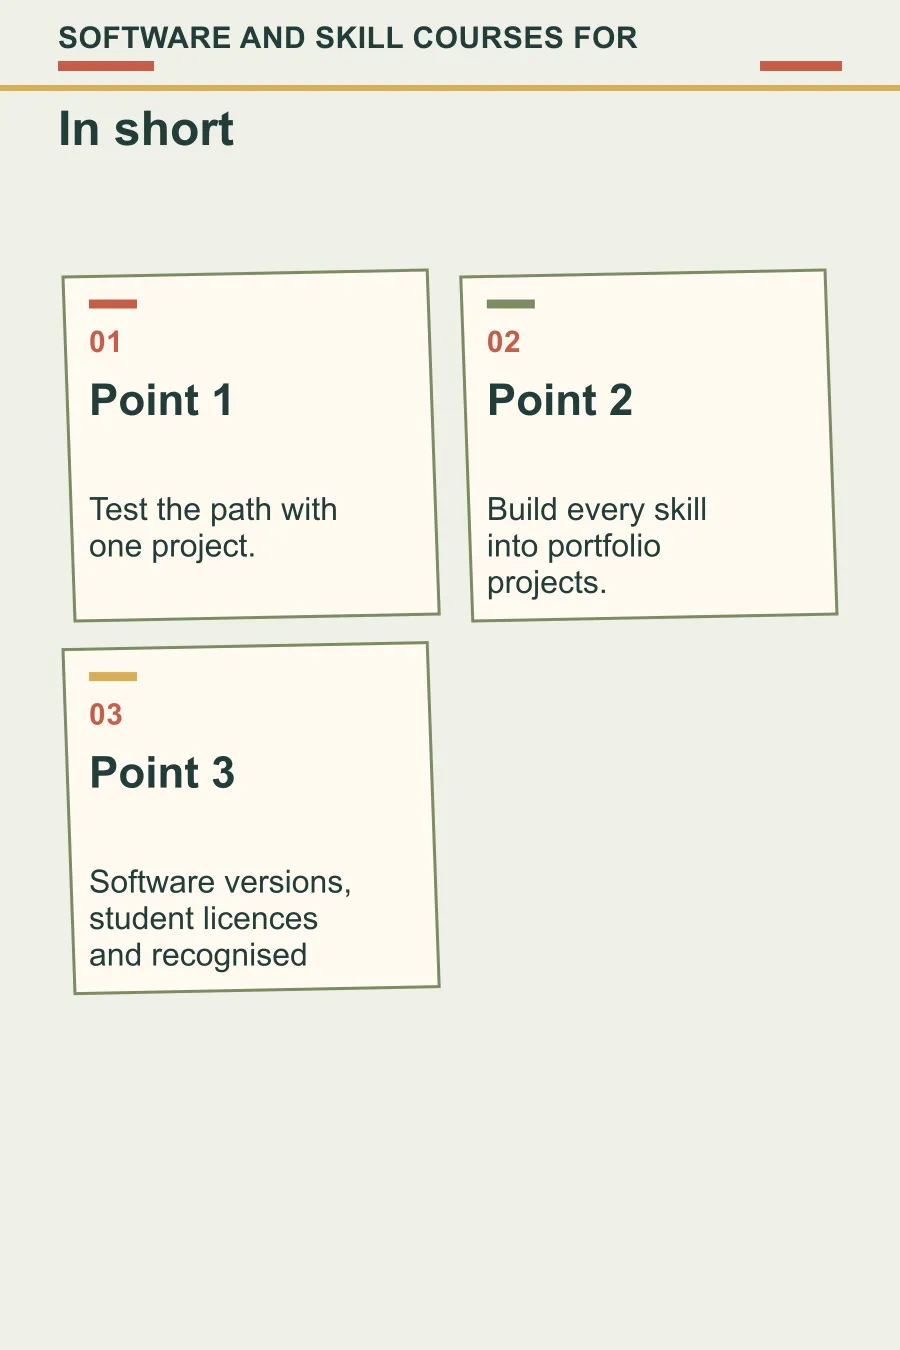 SOFTWARE AND SKILL COURSES FOR
In short
01
Point 1
Test the path with
one project.
02
Point 2
Build every skill
into portfolio
projects.
03
Point 3
Software versions,
student licences
and recognised